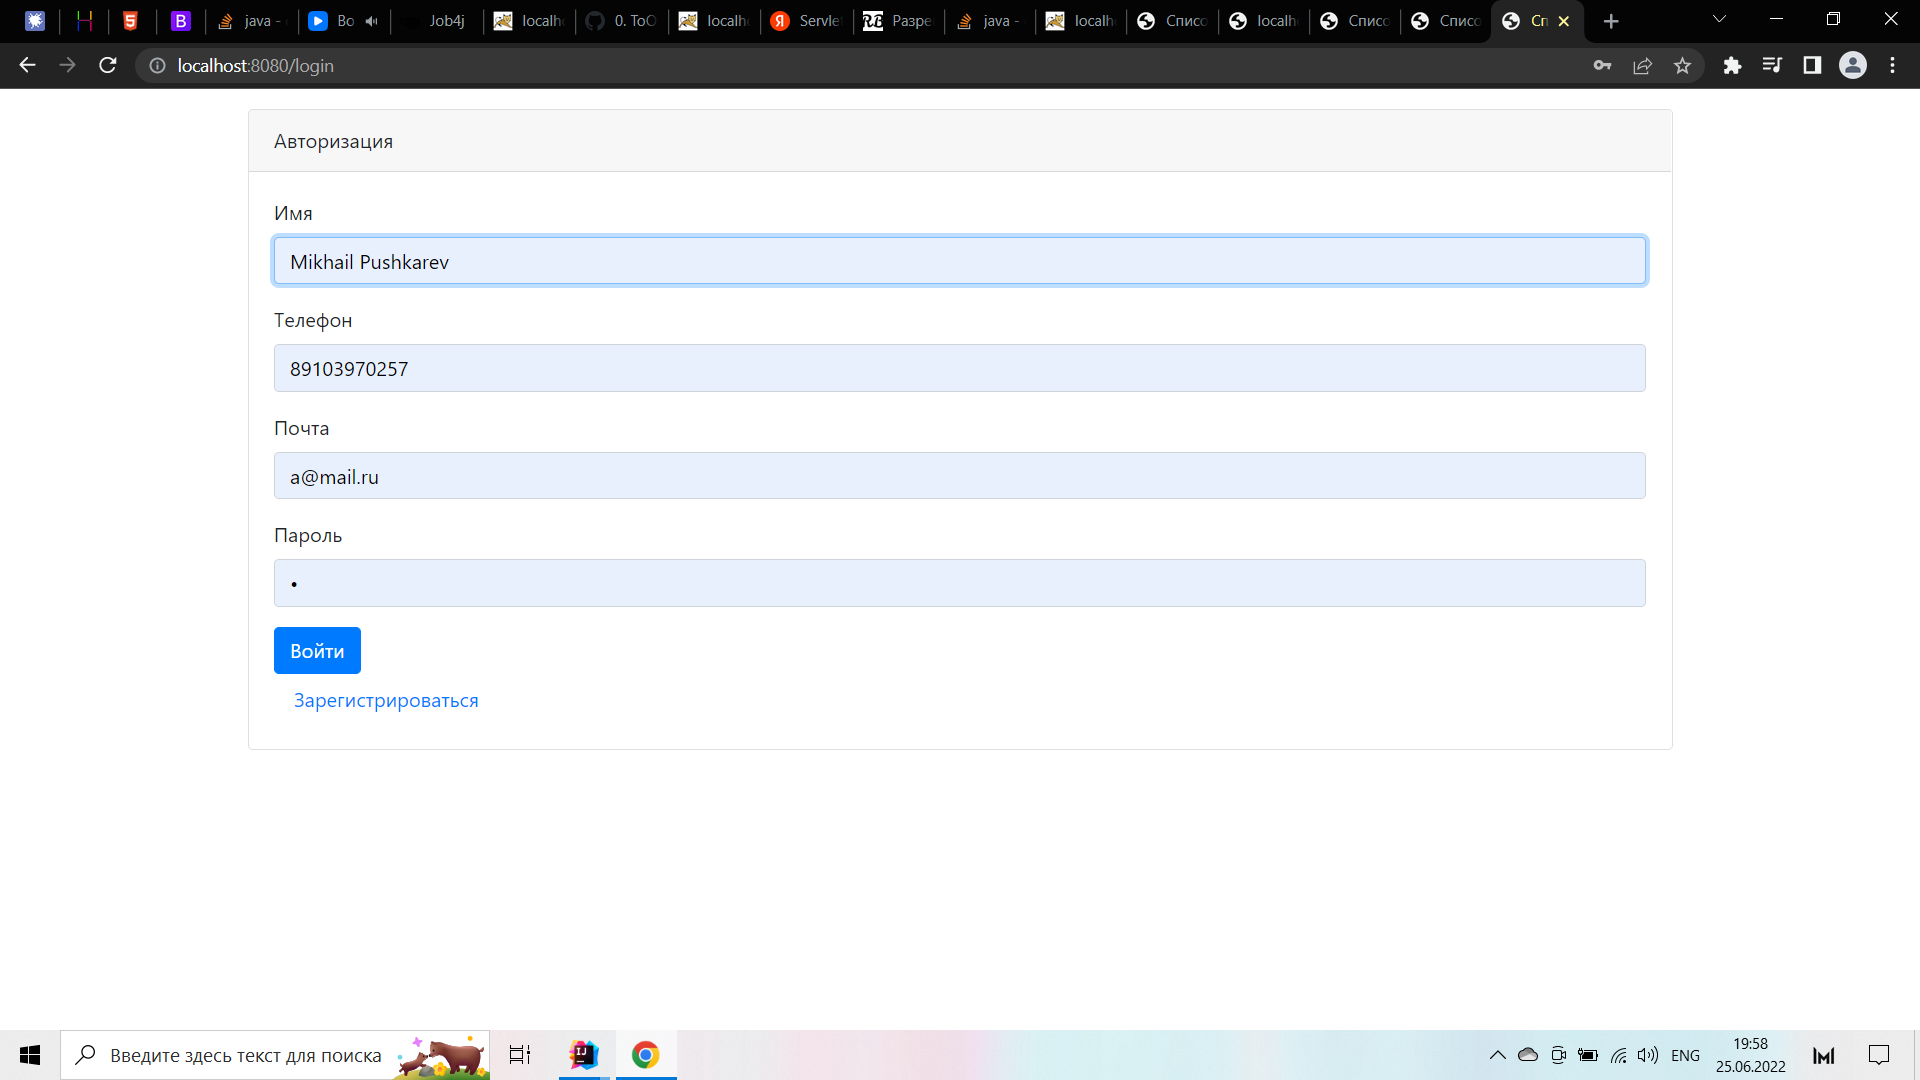 java -
Bo
Job4j
localh
0. ToO
localh
Servle
Разре
java -
localh
Списо
localh
Списо
Списо
Сп
localhost:8080/login
Авторизация
Имя
Mikhail Pushkarev
Телефон
89103970257
Почта
a@mail.ru
Пароль
Войти
Зарегистрироваться
Введите здесь текст для поиска
ENG
19:58
25.06.2022